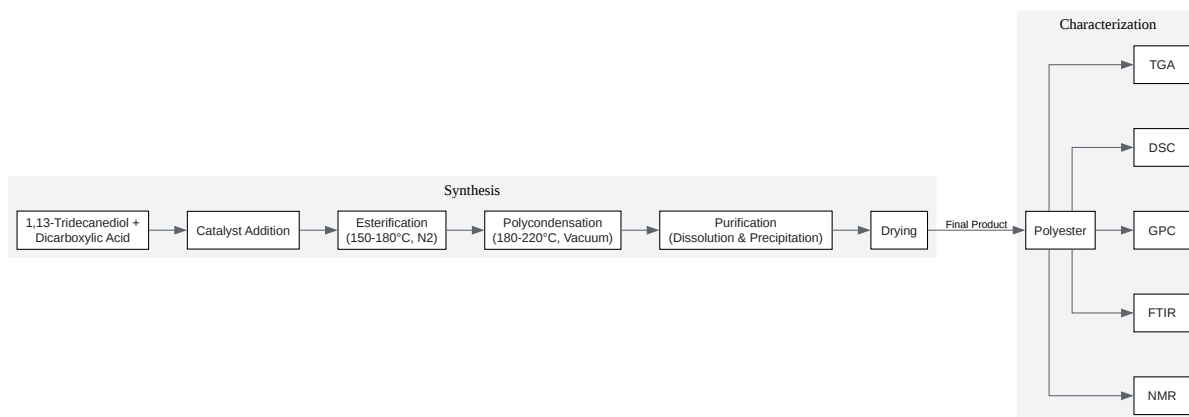 Characterization
TGA
DSC
Synthesis
1,13-Tridecanediol +
Dicarboxylic Acid
Catalyst Addition
Esterification
(150-180°C, N2)
Polycondensation
(180-220°C, Vacuum)
Purification
(Dissolution & Precipitation)
Drying
Final Product
Polyester
GPC
FTIR
NMR